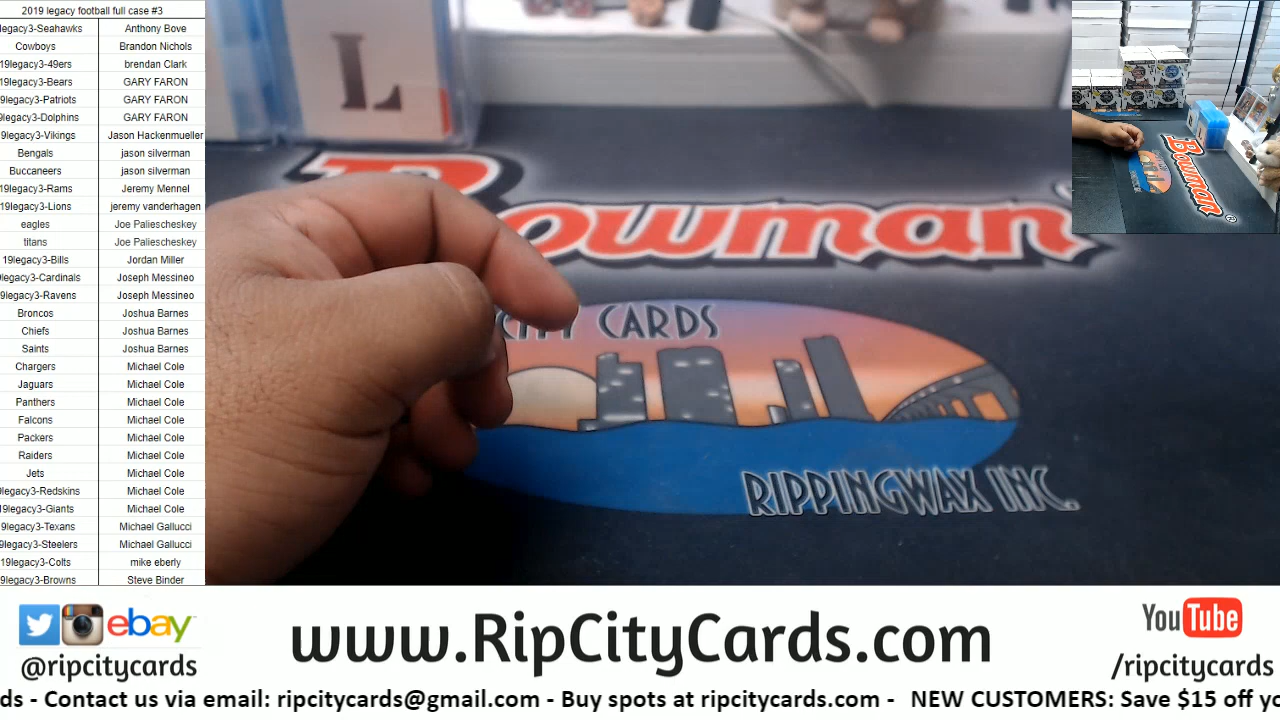 2019 legacy football full case #3
legacy3-Seahawks Anthony Bove
Cowboys Brandon Nichols
19legacy3-49ers brendan Clark
19legacy3-Bears GARY FARON
9legacy3-Patriots GARY FARON
9legacy3-Dolphins GARY FARON
9legacy3-Vikings Jason Hackenmueller
Bengals jason silverman
Buccaneers jason silverman
19legacy3-Rams Jeremy Mennel
19legacy3-Lions jeremy vanderhagen
eagles Joe Paliescheskey
titans Joe Paliescheskey
19legacy3-Bills Jordan Miller
legacy3-Cardinals Joseph Messineo
9legacy3-Ravens Joseph Messineo
Broncos Joshua Barnes
Chiefs Joshua Barnes
Saints Joshua Barnes
Chargers Michael Cole
Jaguars Michael Cole
Panthers Michael Cole
Falcons Michael Cole
Packers Michael Cole
Raiders Michael Cole
Jets Michael Cole
legacy3-Redskins Michael Cole
19legacy3-Giants Michael Cole
9legacy3-Texans Michael Gallucci
9legacy3-Steelers Michael Gallucci
19legacy3-Colts mike eberly
9legacy3-Browns Steve Binder
L
Bowman
CITY CARDS
RIPPINGWAX INC.
Bowman®
ebay
@ripcitycards
www.RipCityCards.com
YouTube
/ripcitycards
ds - Contact us via email: ripcitycards@gmail.com - Buy spots at ripcitycards.com - NEW CUSTOMERS: Save $15 off yo